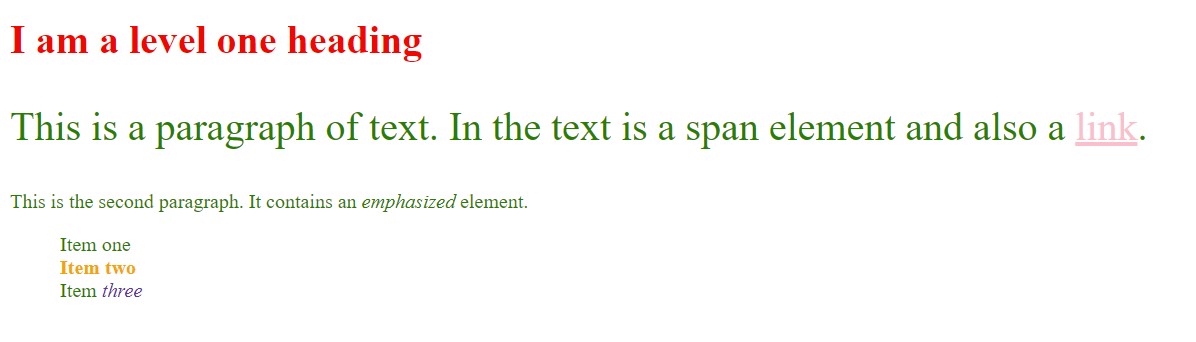 I am a level one heading
This is a paragraph of text. In the text is a span element and also a link.
This is the second paragraph. It contains an emphasized element.
Item one
Item two
Item three